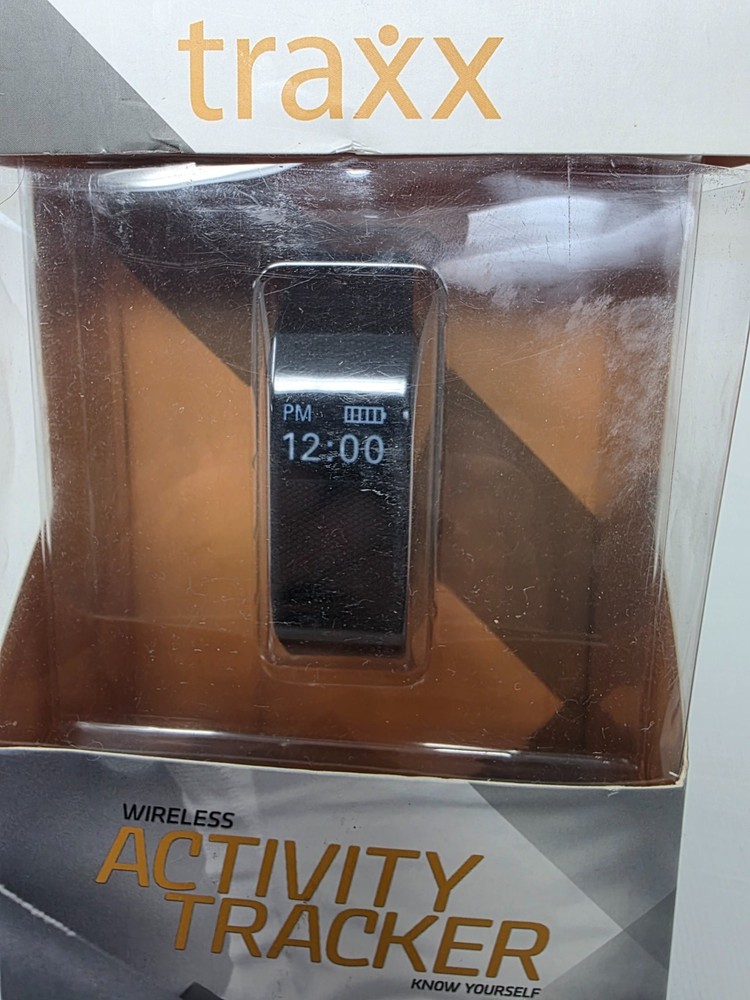 traxx
PM
12:00
WIRELESS
ACTIVITY
TRACKER
KNOW YOURSELF